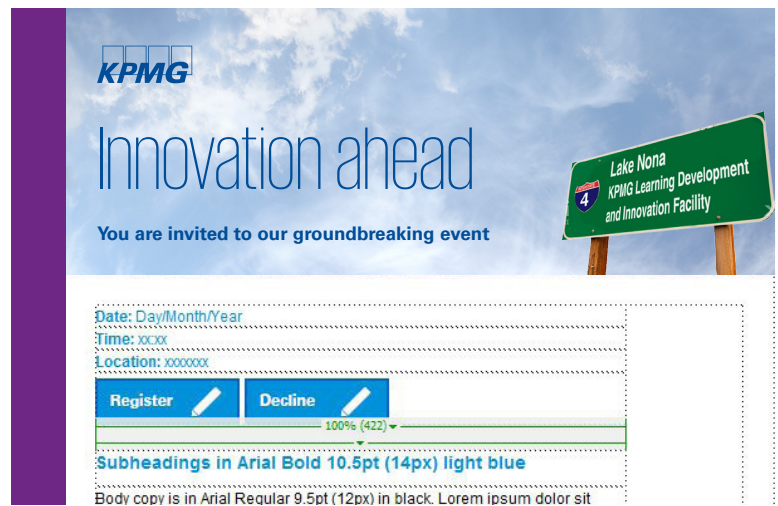 KPMG
Innovation ahead
Lake Nona
KPMG Learning Development
and Innovation Facility
4
You are invited to our groundbreaking event
Date: Day/Month/Year
Time: xx:xx
Location: xxxxxxx
Register
Decline
100% (422)
Subheadings in Arial Bold 10.5pt (14px) light blue
Body copy is in Arial Regular 9.5pt (12px) in black. Lorem ipsum dolor sit